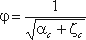 φ = 1 / √(α_c + ζ_c)